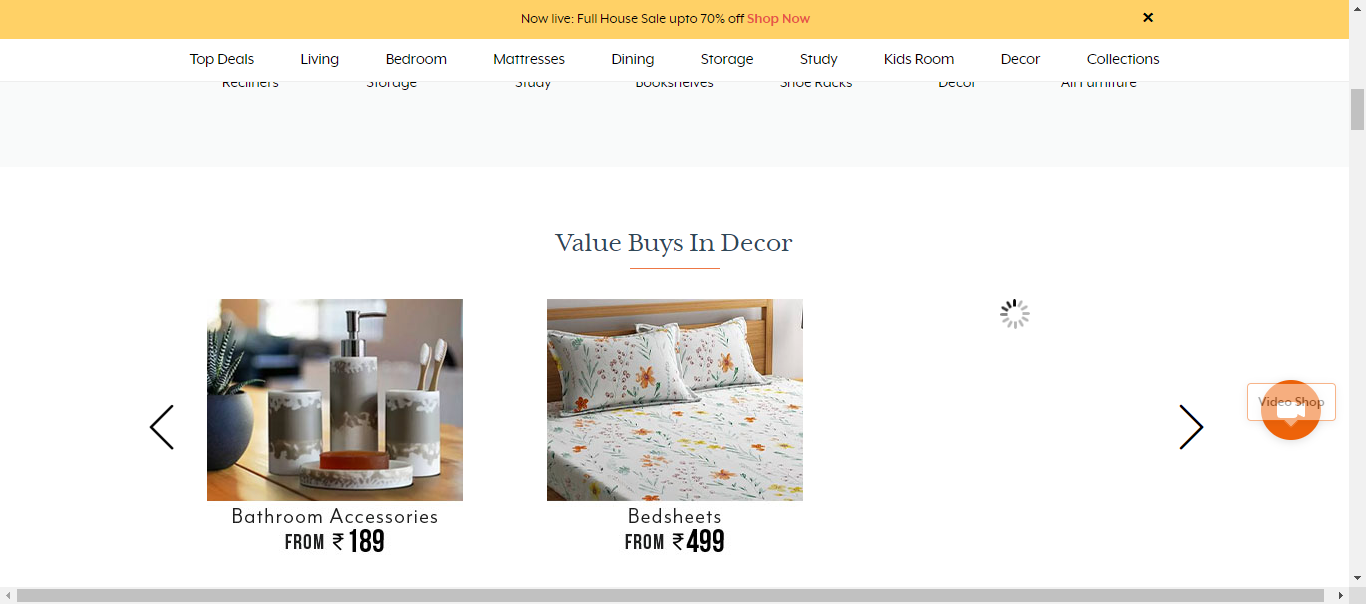 Now live: Full House Sale upto 70% off Shop Now ×
Top Deals Living Bedroom Mattresses Dining Storage Study Kids Room Decor Collections
Recliners Storage Study Bookshelves Shoe Racks Decor All Furniture
Value Buys In Decor
Video Shop
Bathroom Accessories Bedsheets
FROM ₹189 FROM ₹499